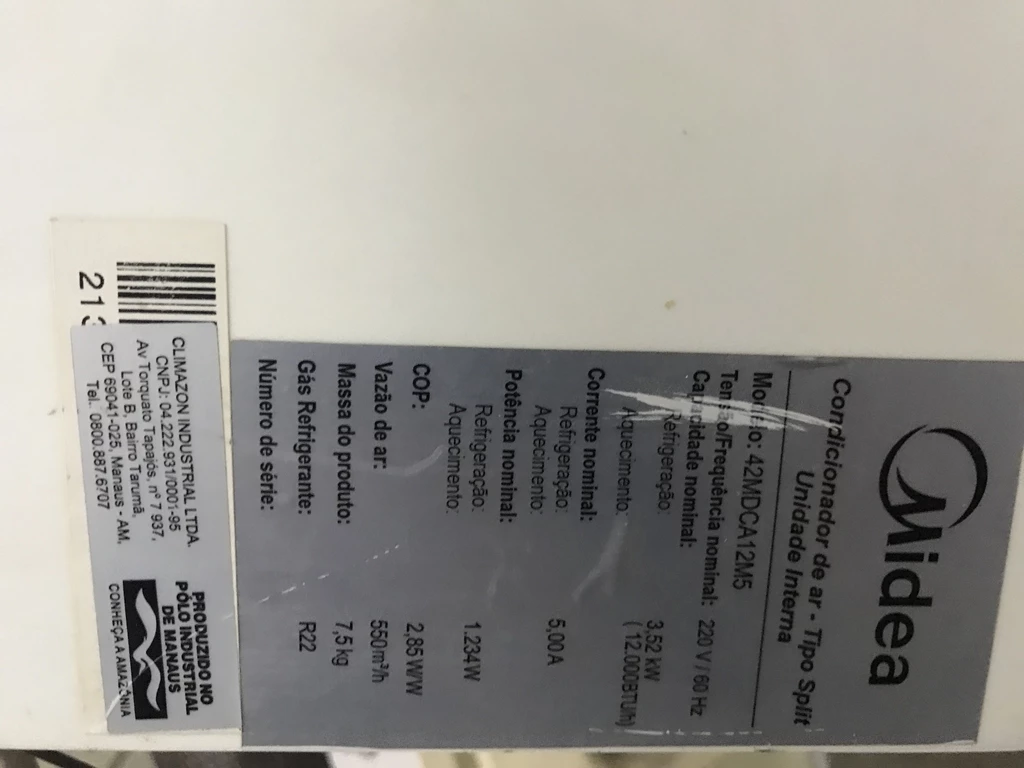 Midea
Condicionador de ar - Tipo Split
Unidade Interna
Modelo: 42MDCA12M5
Tensão/Frequência nominal: 220 V / 60 Hz
Capacidade nominal:
Refrigeração: 3,52 kW
(12.000BTU/h)
Aquecimento:
Corrente nominal:
Refrigeração: 5,00A
Aquecimento:
Potência nominal:
Refrigeração: 1.234W
Aquecimento:
COP: 2,85W/W
Vazão de ar: 550m³/h
Massa do produto: 7,5 kg
Gás Refrigerante: R22
Número de série:
CLIMAZON INDUSTRIAL LTDA.
CNPJ: 04.222.931/0001-95
Av Torquato Tapajós, nº 7 937,
Lote B. Bairro Tarumã,
CEP 69041-025, Manaus - AM.
Tel. 0800.887.6707
PRODUZIDO NO
PÓLO INDUSTRIAL
DE MANAUS
CONHEÇA A AMAZÔNIA
213